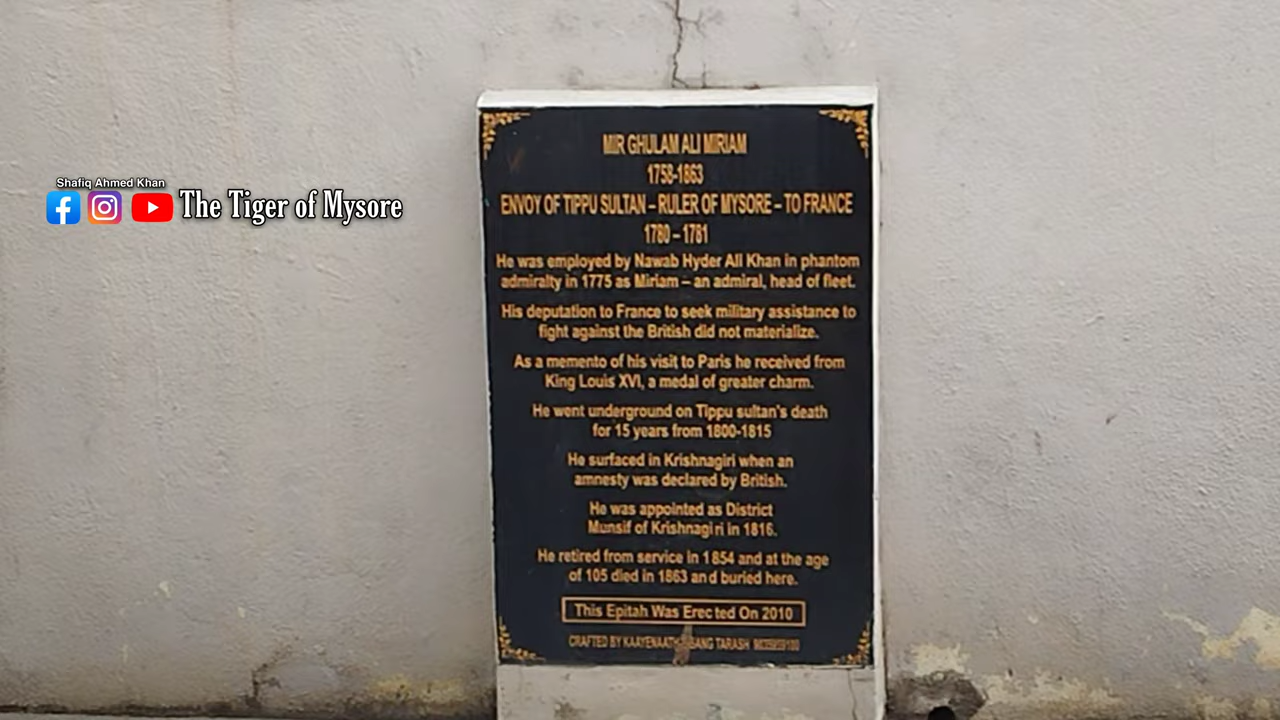 Shafiq Ahmed Khan
The Tiger of Mysore
MIR GHULAM ALI MIRIAM
1758-1863
ENVOY OF TIPPU SULTAN – RULER OF MYSORE – TO FRANCE
1780 – 1781
He was employed by Nawab Hyder Ali Khan in phantom
admiralty in 1775 as Miriam – an admiral, head of fleet.
His deputation to France to seek military assistance to
fight against the British did not materialize.
As a memento of his visit to Paris he received from
King Louis XVI, a medal of greater charm.
He went underground on Tippu sultan's death
for 15 years from 1800-1815
He surfaced in Krishnagiri when an
amnesty was declared by British.
He was appointed as District
Munsif of Krishnagiri in 1816.
He retired from service in 1854 and at the age
of 105 died in 1863 and buried here.
This Epitah Was Erected On 2010
CRAFTED BY SANG TARASH